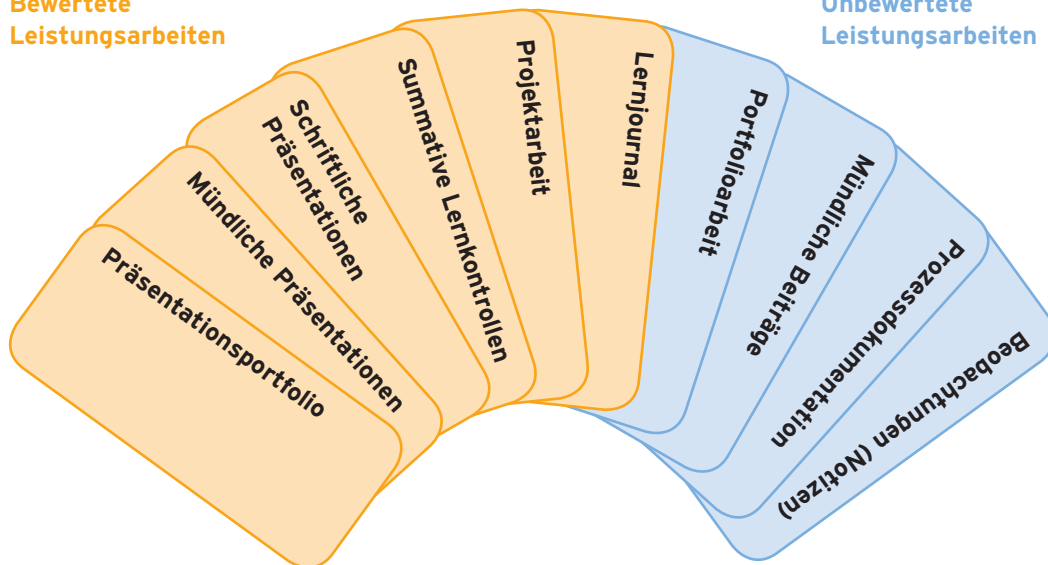 Bewertete
Leistungsarbeiten
Unbewertete
Leistungsarbeiten
Präsentationsportfolio
Mündliche Präsentationen
Schriftliche
Präsentationen
Summative Lernkontrollen
Projektarbeit
Lernjournal
Portfolioarbeit
Mündliche Beiträge
Prozessdokumentation
Beobachtungen (Notizen)